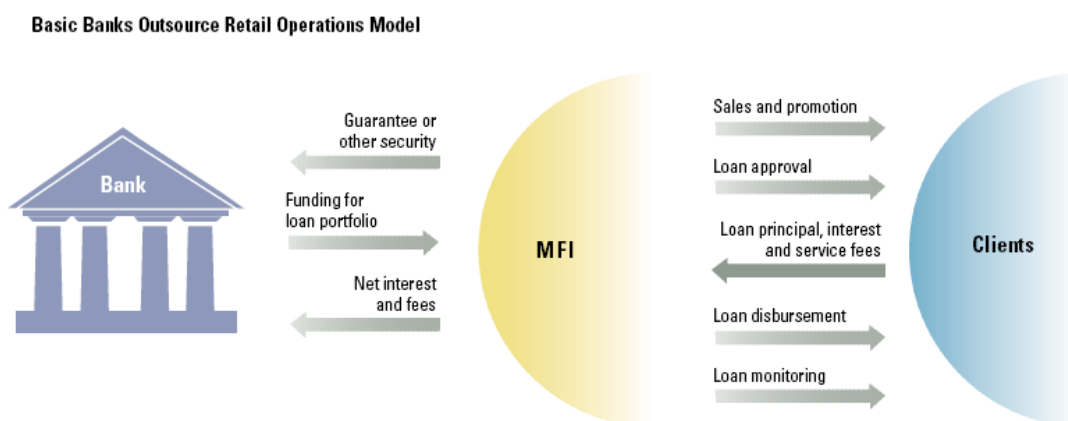 Basic Banks Outsource Retail Operations Model
Bank
Guarantee or
other security
Funding for
loan portfolio
Net interest
and fees
MFI
Sales and promotion
Loan approval
Loan principal, interest
and service fees
Loan disbursement
Loan monitoring
Clients